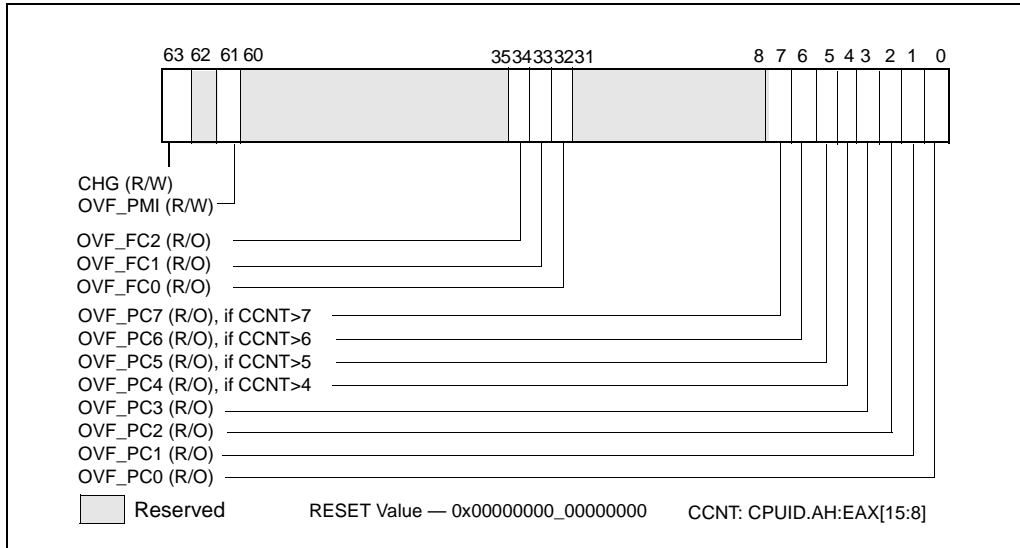 63 62 61 60 35 34 33 32 31 8 7 6 5 4 3 2 1 0
CHG (R/W)
OVF_PMI (R/W)
OVF_FC2 (R/O)
OVF_FC1 (R/O)
OVF_FC0 (R/O)
OVF_PC7 (R/O), if CCNT>7
OVF_PC6 (R/O), if CCNT>6
OVF_PC5 (R/O), if CCNT>5
OVF_PC4 (R/O), if CCNT>4
OVF_PC3 (R/O)
OVF_PC2 (R/O)
OVF_PC1 (R/O)
OVF_PC0 (R/O)
Reserved RESET Value — 0x00000000_00000000 CCNT: CPUID.AH:EAX[15:8]